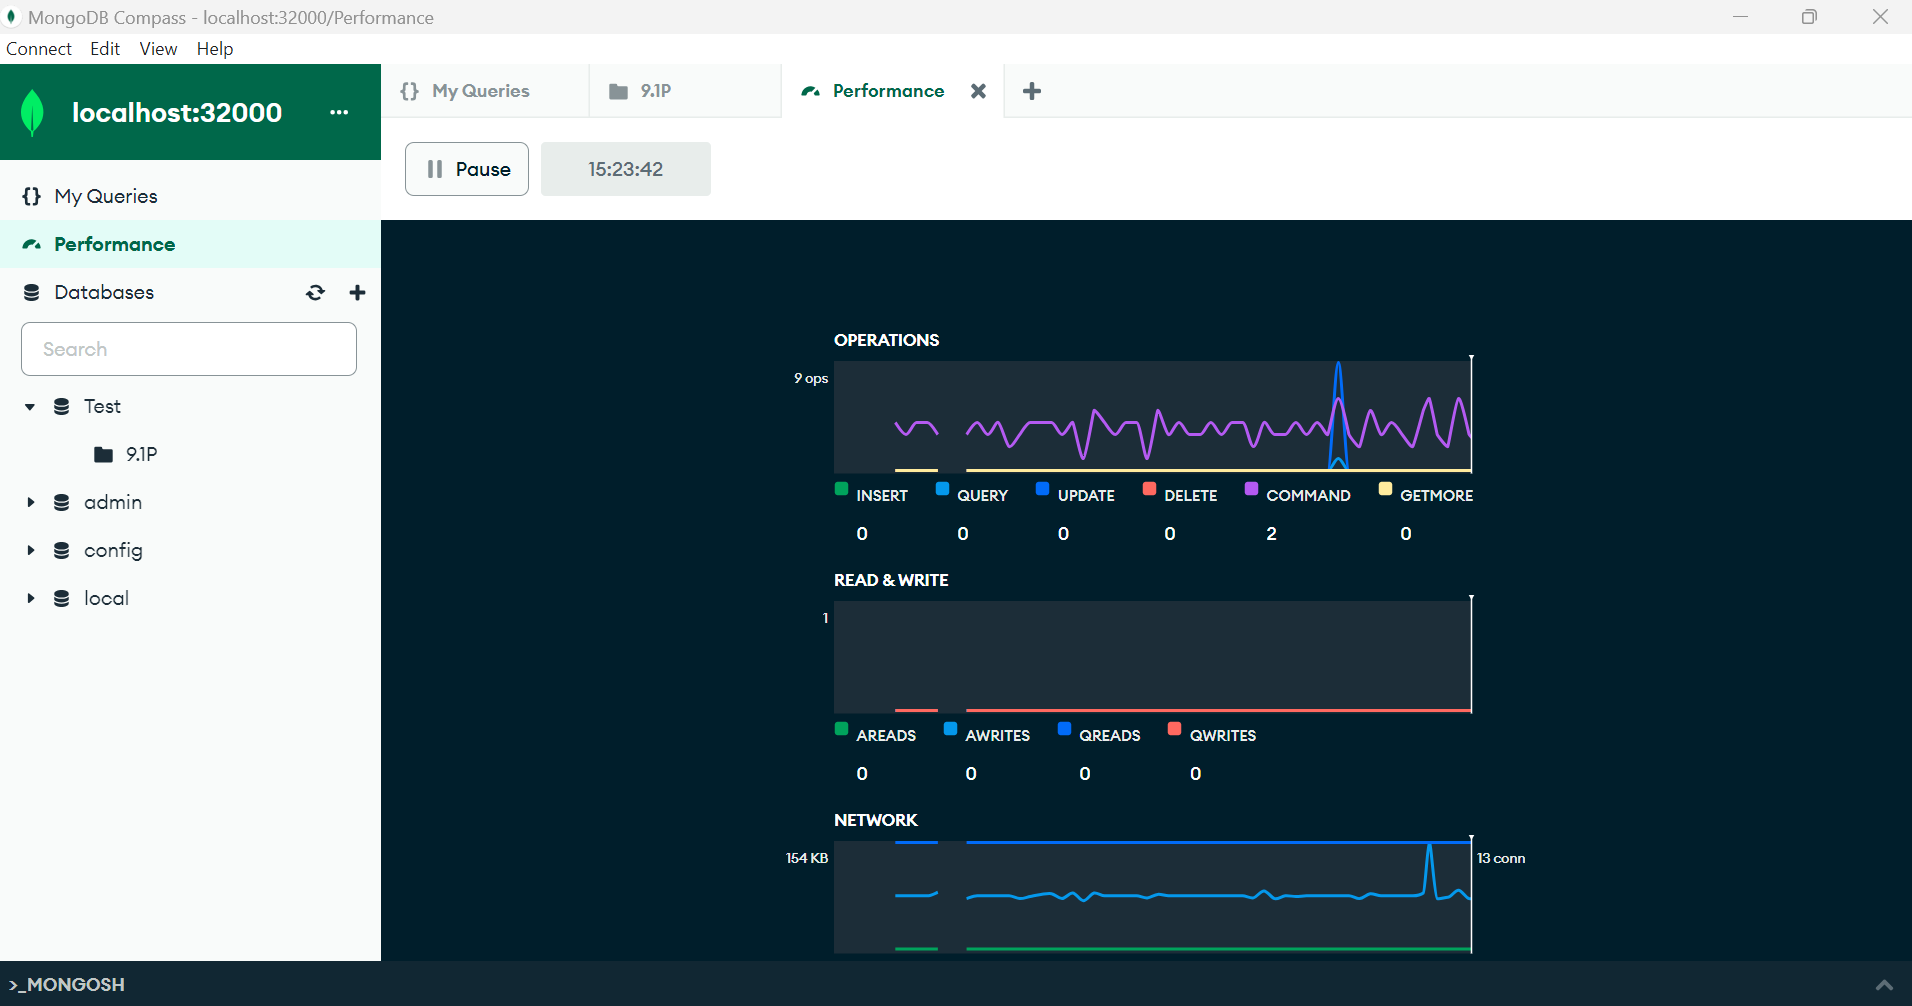 MongoDB Compass - localhost:32000/Performance
Connect Edit View Help
localhost:32000 ...
{} My Queries
9.1P
Performance
Pause
15:23:42
{} My Queries
Performance
Databases
Search
Test
9.1P
admin
config
local
OPERATIONS
9 ops
INSERT QUERY UPDATE DELETE COMMAND GETMORE
0 0 0 0 2 0
READ & WRITE
1
AREADS AWRITES QREADS QWRITES
0 0 0 0
NETWORK
154 KB
13 conn
>_MONGOSH